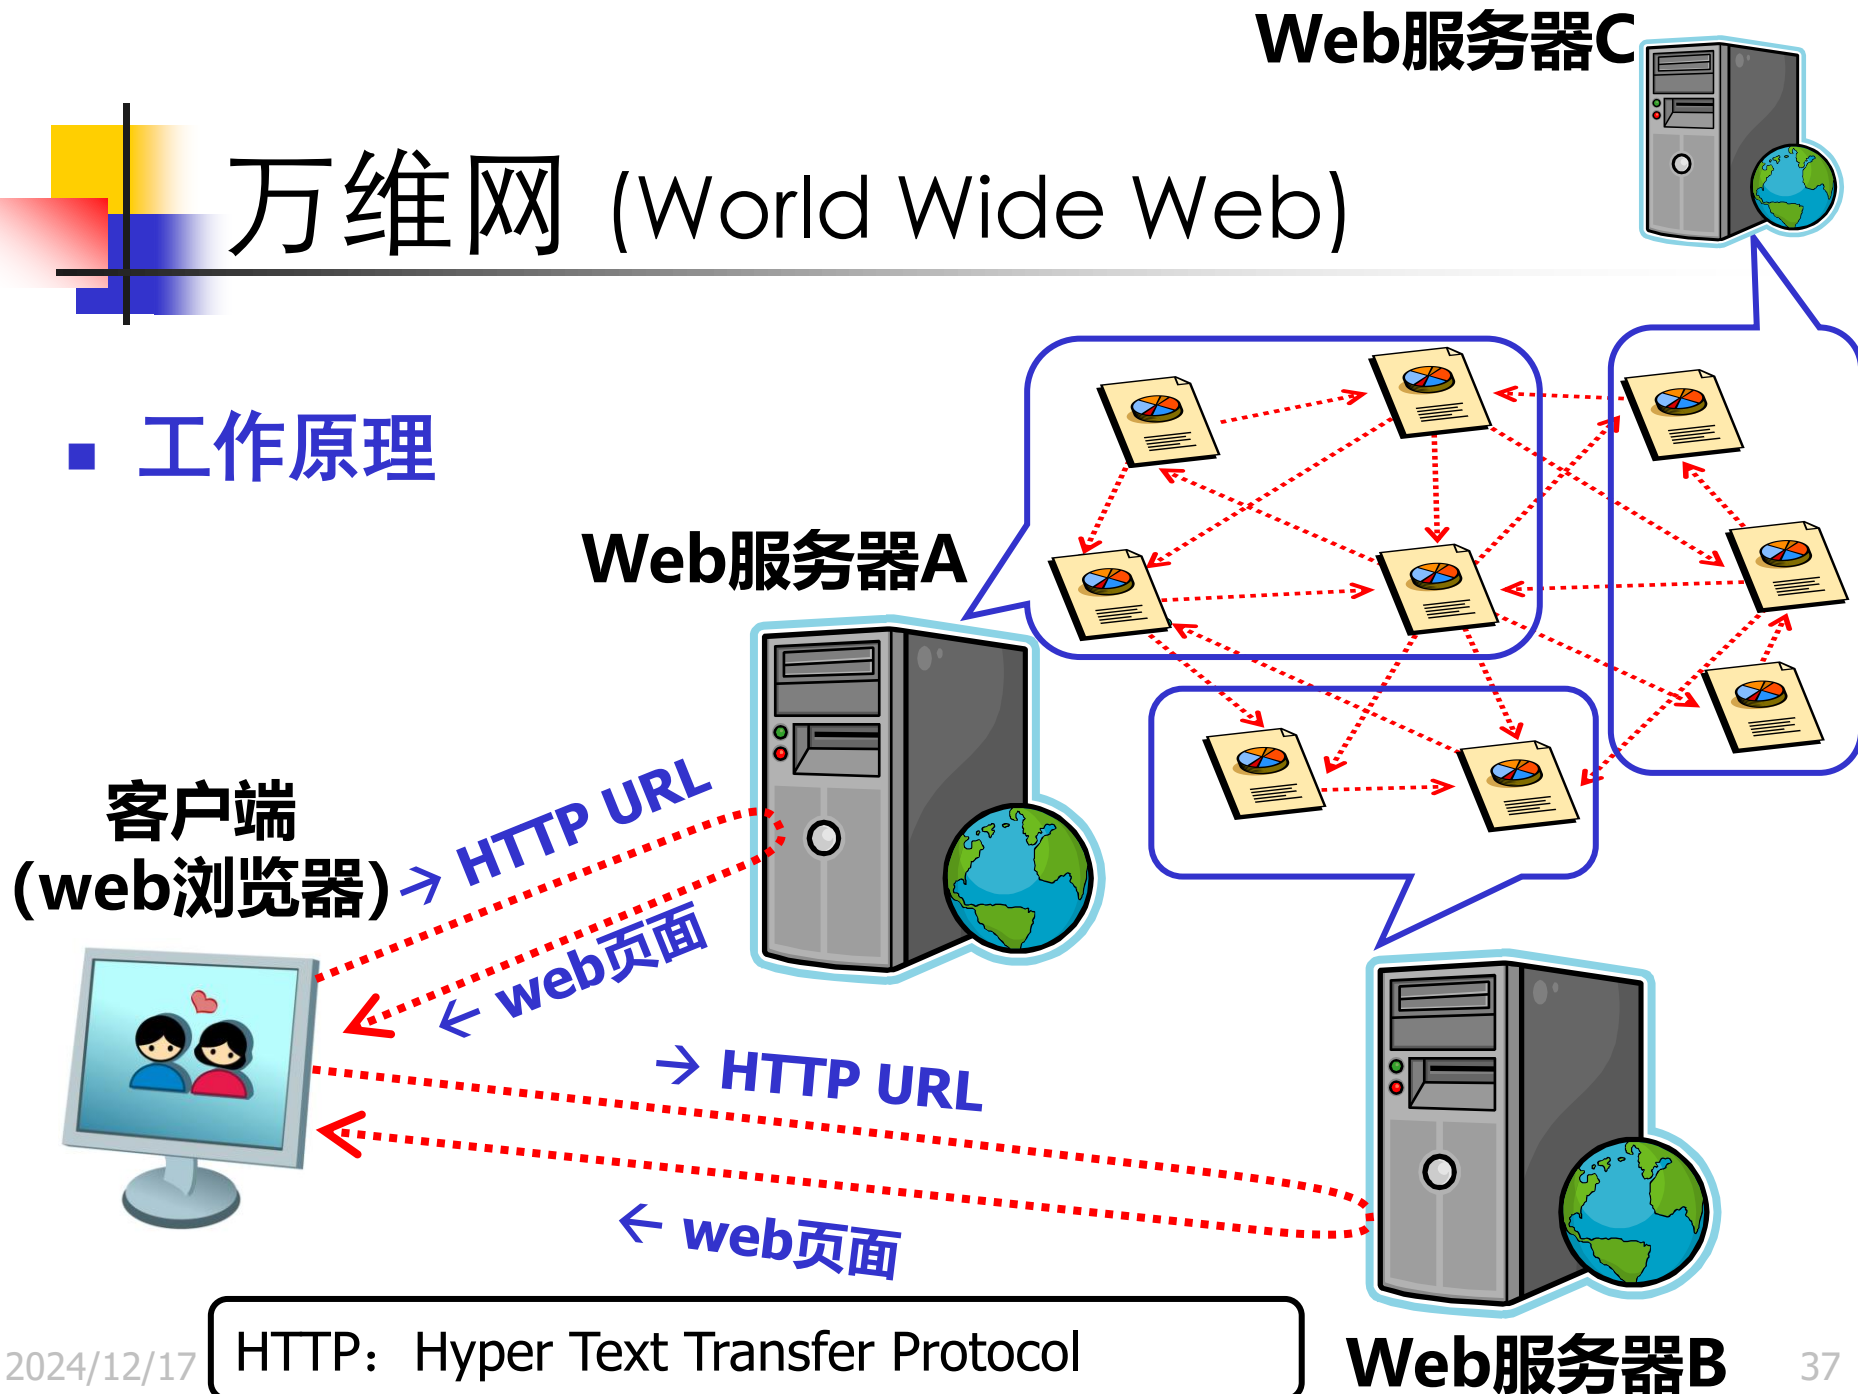 Web服务器C
万维网 (World Wide Web)
工作原理
Web服务器A
客户端
(web浏览器)
→ HTTP URL
← web页面
→ HTTP URL
← web页面
HTTP：Hyper Text Transfer Protocol
Web服务器B
2024/12/17
37